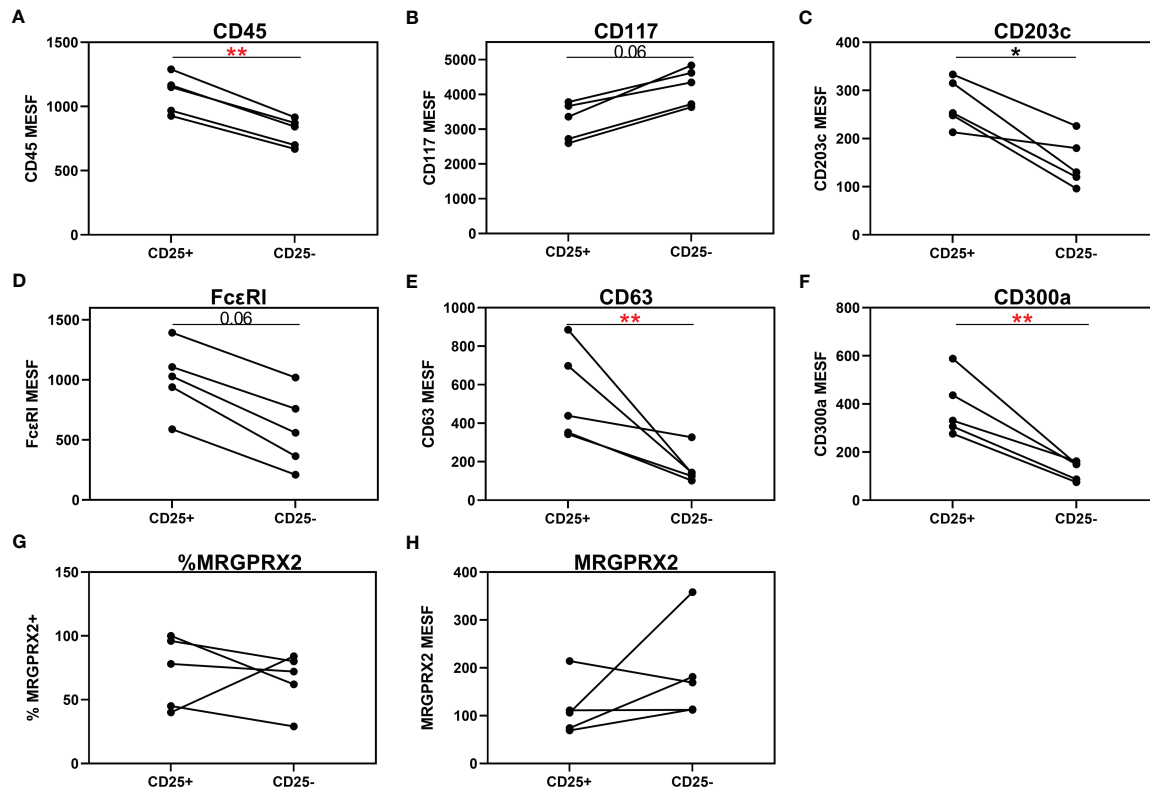 A
CD45
1500
**
1000
500
0
CD45 MESF
CD25+ CD25-
B
CD117
0.06
5000
4000
3000
2000
1000
0
CD117 MESF
CD25+ CD25-
C
CD203c
400
*
300
200
100
0
CD203c MESF
CD25+ CD25-
D
FcεRI
0.06
1500
1000
500
0
FcεRI MESF
CD25+ CD25-
E
CD63
1000
**
800
600
400
200
0
CD63 MESF
CD25+ CD25-
F
CD300a
800
**
600
400
200
0
CD300a MESF
CD25+ CD25-
G
%MRGPRX2
150
100
50
0
% MRGPRX2+
CD25+ CD25-
H
MRGPRX2
400
300
200
100
0
MRGPRX2 MESF
CD25+ CD25-